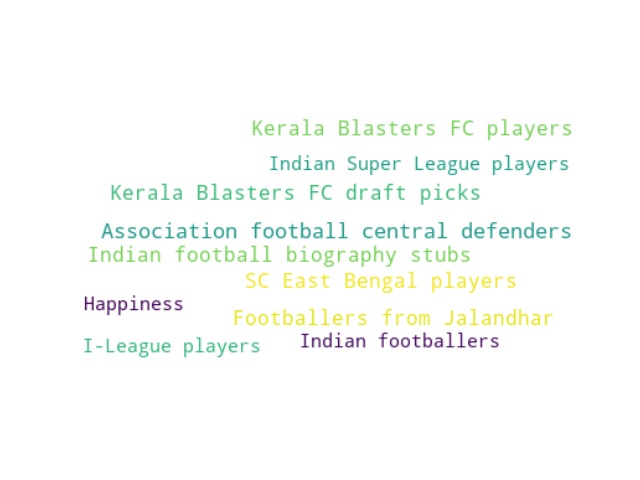 Kerala Blasters FC players
Indian Super League players
Kerala Blasters FC draft picks
Association football central defenders
Indian football biography stubs
SC East Bengal players
Happiness
Footballers from Jalandhar
Indian footballers
I-League players